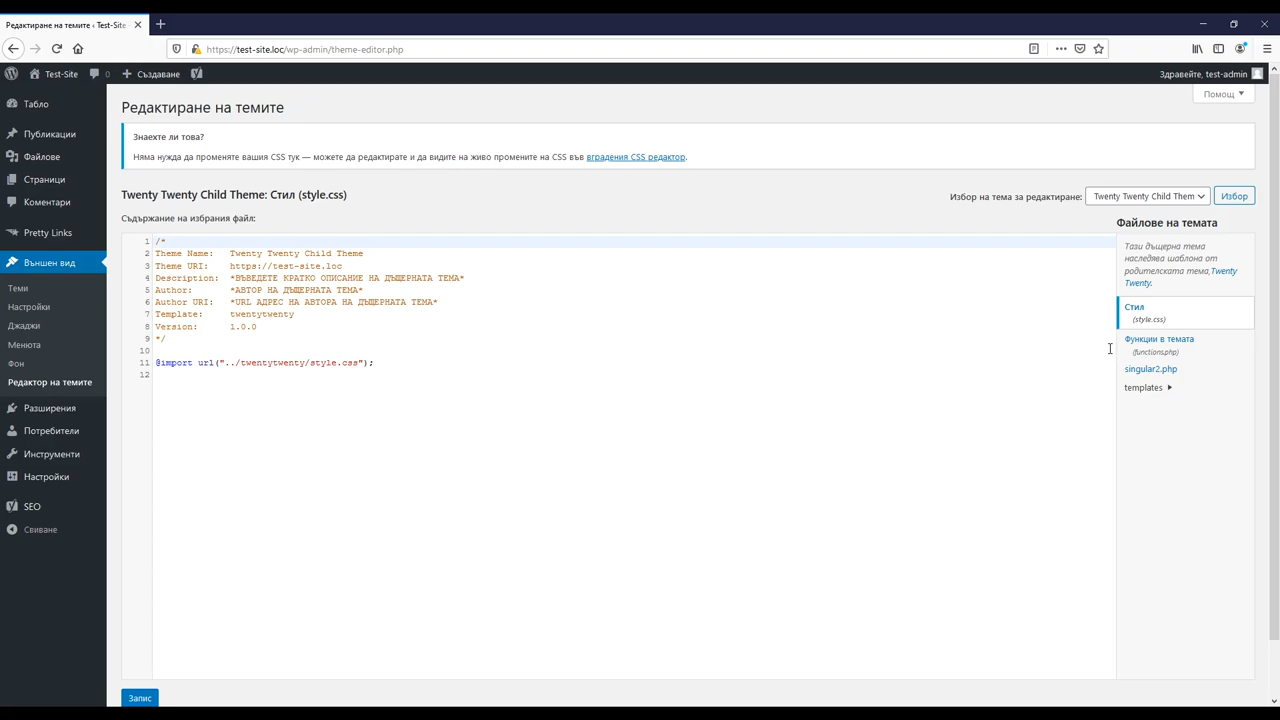 Редактиране на темите ‹ Test-Site
https://test-site.loc/wp-admin/theme-editor.php
Test-Site 0 Създаване Здравейте, test-admin
Табло
Публикации
Файлове
Страници
Коментари
Pretty Links
Външен вид
Теми
Настройки
Джаджи
Менюта
Фон
Редактор на темите
Разширения
Потребители
Инструменти
Настройки
SEO
Свиване
Помощ
Редактиране на темите
Знаехте ли това?
Няма нужда да променяте вашия CSS тук — можете да редактирате и да видите на живо промените на CSS във вградения CSS редактор.
Twenty Twenty Child Theme: Стил (style.css)
Избор на тема за редактиране: Twenty Twenty Child Them Избор
Съдържание на избрания файл:
1 /*
2 Theme Name: Twenty Twenty Child Theme
3 Theme URI: https://test-site.loc
4 Description: *ВЪВЕДЕТЕ КРАТКО ОПИСАНИЕ НА ДЪЩЕРНАТА ТЕМА*
5 Author: *АВТОР НА ДЪЩЕРНАТА ТЕМА*
6 Author URI: *URL АДРЕС НА АВТОРА НА ДЪЩЕРНАТА ТЕМА*
7 Template: twentytwenty
8 Version: 1.0.0
9 */
10
11 @import url("../twentytwenty/style.css");
12
Файлове на темата
Тази дъщерна тема
наследява шаблона от
родителската тема,Twenty
Twenty.
Стил
(style.css)
Функции в темата
(functions.php)
singular2.php
templates
Запис